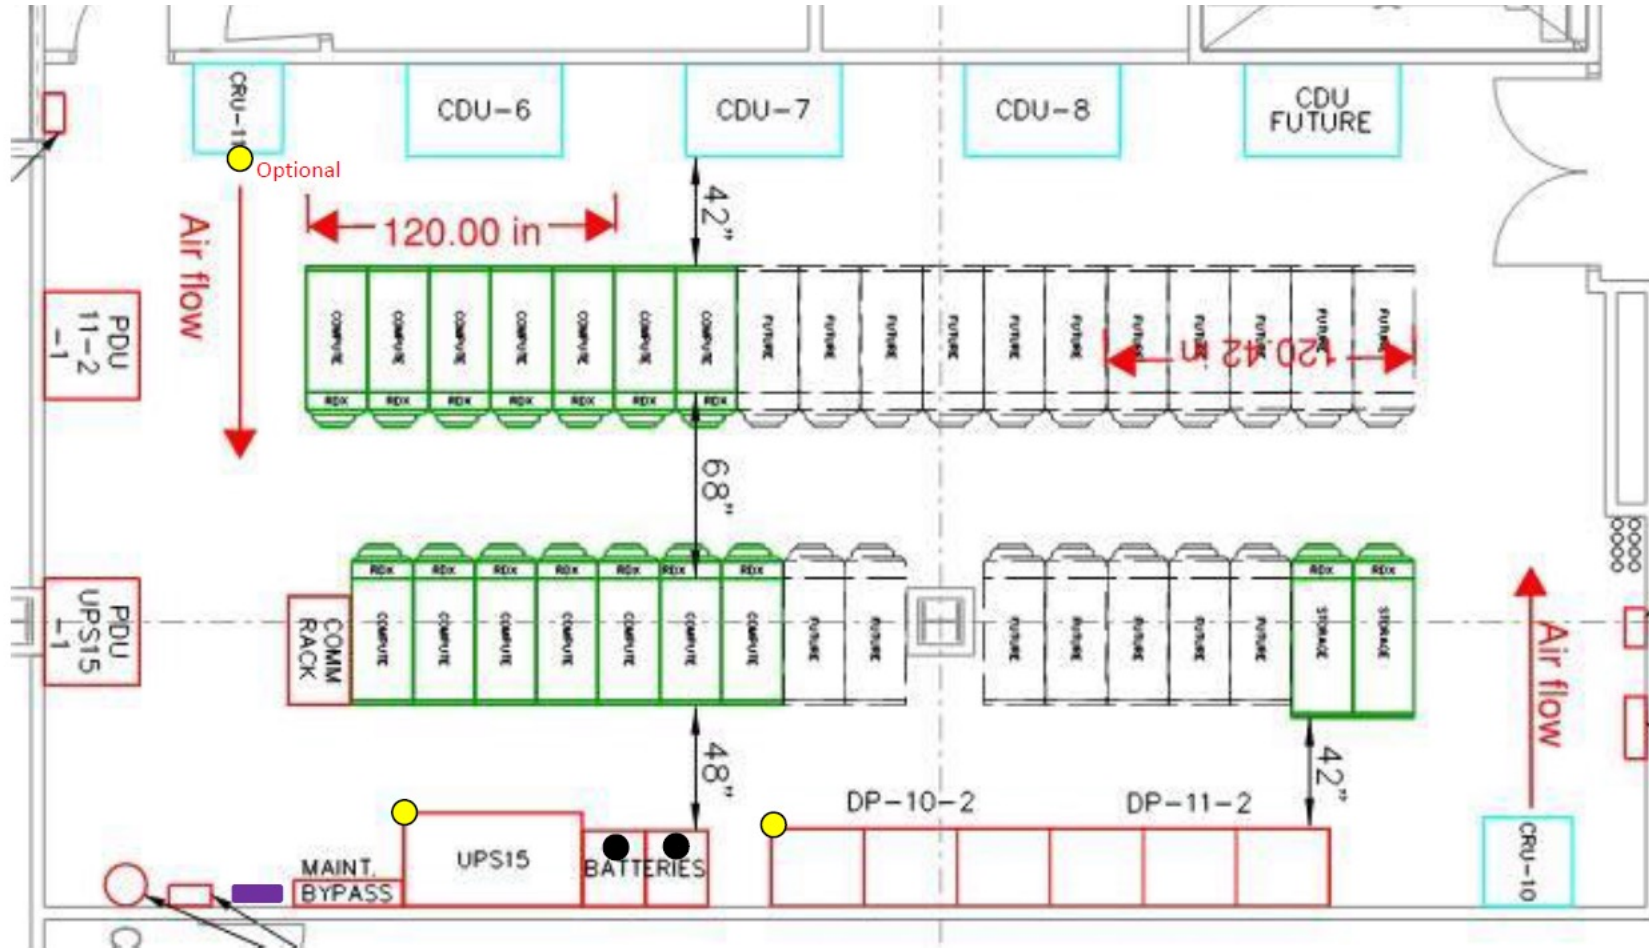 CRU-11
CDU-6
CDU-7
CDU-8
CDU
FUTURE
Optional
Air flow
120.00 in
42"
PDU
11-2
-1
COMPUTE
COMPUTE
COMPUTE
COMPUTE
COMPUTE
COMPUTE
COMPUTE
FUTURE
FUTURE
FUTURE
FUTURE
FUTURE
FUTURE
FUTURE
FUTURE
FUTURE
FUTURE
FUTURE
120.42 in
RDX
RDX
RDX
RDX
RDX
RDX
RDX
68"
RDX
RDX
RDX
RDX
RDX
RDX
RDX
RDX
RDX
PDU
UPS15
-1
COMM
RACK
COMPUTE
COMPUTE
COMPUTE
COMPUTE
COMPUTE
COMPUTE
COMPUTE
FUTURE
FUTURE
FUTURE
FUTURE
FUTURE
FUTURE
FUTURE
STORAGE
STORAGE
Air flow
48"
42"
DP-10-2
DP-11-2
UPS15
BATTERIES
MAINT.
BYPASS
CRU-10